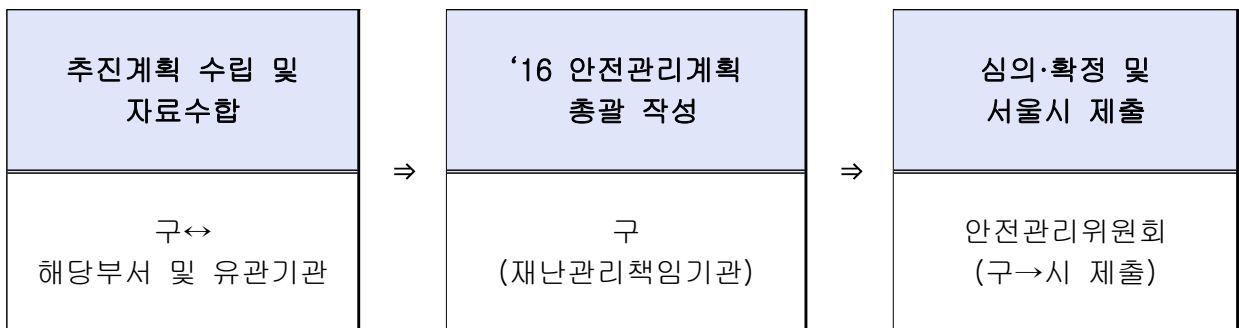 추진계획 수립 및
자료수합
구↔
해당부서 및 유관기관
⇒
‘16 안전관리계획
총괄 작성
구
(재난관리책임기관)
⇒
심의·확정 및
서울시 제출
안전관리위원회
(구→시 제출)